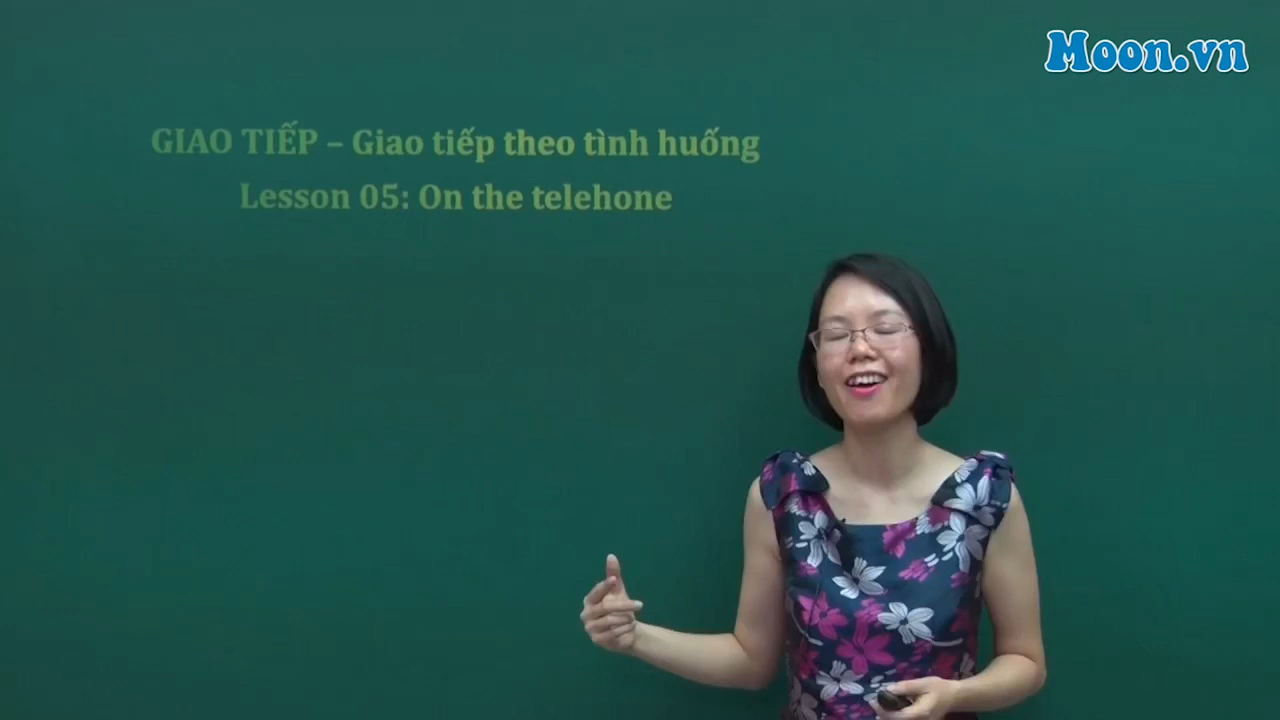 Moon.vn
GIAO TIẾP – Giao tiếp theo tình huống
Lesson 05: On the telehone